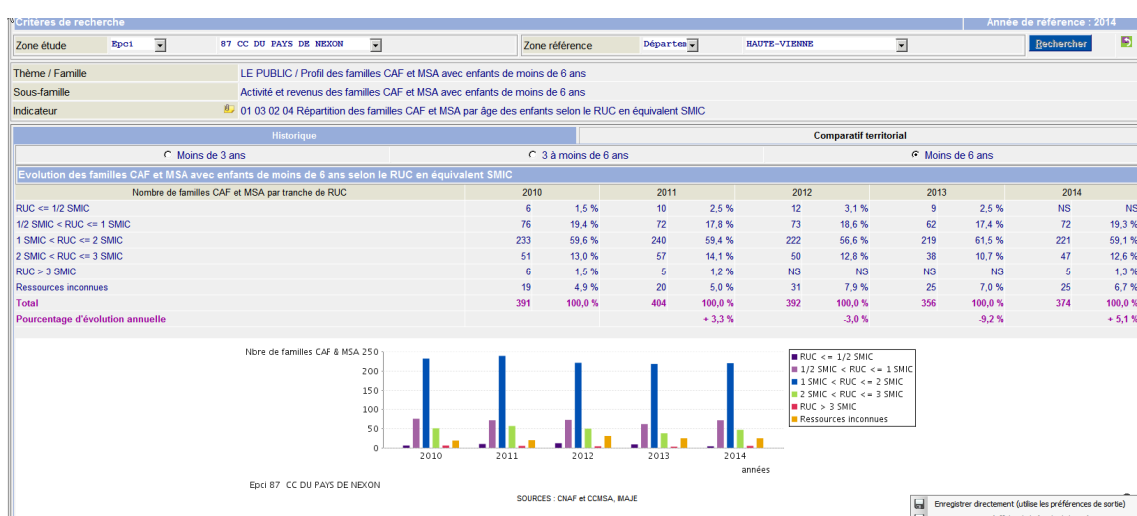 Critères de recherche Année de référence : 2014
Zone étude Epci 87 CC DU PAYS DE NEXON Zone référence Départem HAUTE-VIENNE Rechercher
Thème / Famille LE PUBLIC / Profil des familles CAF et MSA avec enfants de moins de 6 ans
Sous-famille Activité et revenus des familles CAF et MSA avec enfants de moins de 6 ans
Indicateur 01 03 02 04 Répartition des familles CAF et MSA par âge des enfants selon le RUC en équivalent SMIC
Historique Comparatif territorial
Moins de 3 ans 3 à moins de 6 ans Moins de 6 ans
Evolution des familles CAF et MSA avec enfants de moins de 6 ans selon le RUC en équivalent SMIC
Nombre de familles CAF et MSA par tranche de RUC 2010 2011 2012 2013 2014
RUC <= 1/2 SMIC 6 1,5 % 10 2,5 % 12 3,1 % 9 2,5 % NS NS
1/2 SMIC < RUC <= 1 SMIC 76 19,4 % 72 17,8 % 73 18,6 % 62 17,4 % 72 19,3 %
1 SMIC < RUC <= 2 SMIC 233 59,6 % 240 59,4 % 222 56,6 % 219 61,5 % 221 59,1 %
2 SMIC < RUC <= 3 SMIC 51 13,0 % 57 14,1 % 50 12,8 % 38 10,7 % 47 12,6 %
RUC > 3 SMIC 6 1,5 % 5 1,2 % NS NS NS NS 5 1,3 %
Ressources inconnues 19 4,9 % 20 5,0 % 31 7,9 % 25 7,0 % 25 6,7 %
Total 391 100,0 % 404 100,0 % 392 100,0 % 356 100,0 % 374 100,0 %
Pourcentage d'évolution annuelle + 3,3 % -3,0 % -9,2 % + 5,1 %
Nbre de familles CAF & MSA 250
200
150
100
50
0
2010 2011 2012 2013 2014
années
RUC <= 1/2 SMIC
1/2 SMIC < RUC <= 1 SMIC
1 SMIC < RUC <= 2 SMIC
2 SMIC < RUC <= 3 SMIC
RUC > 3 SMIC
Ressources inconnues
Epci 87 CC DU PAYS DE NEXON
SOURCES : CNAF et CCMSA, IMAJE
Enregistrer directement (utilise les préférences de sortie)